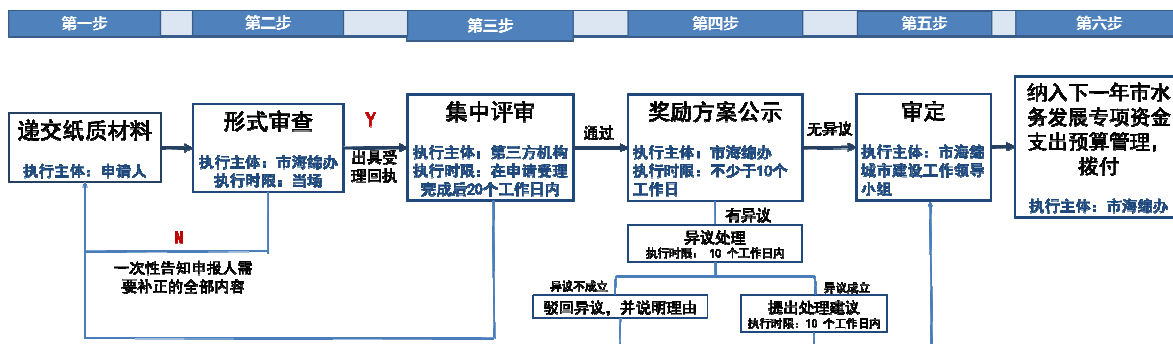 第一步
第二步
第三步
第四步
第五步
第六步
递交纸质材料
执行主体：申请人
形式审查
执行主体：市海绵办
执行时限：当场
Y
出具受
理回执
N
一次性告知申报人需
要补正的全部内容
集中评审
执行主体：第三方机构
执行时限：在申请受理
完成后20个工作日内
通过
奖励方案公示
执行主体：市海绵办
执行时限：不少于10个
工作日
无异议
有异议
异议处理
执行时限： 10 个工作日内
异议不成立
驳回异议，并说明理由
异议成立
提出处理建议
执行时限：10 个工作日内
审定
执行主体：市海绵
城市建设工作领导
小组
纳入下一年市水
务发展专项资金
支出预算管理，
拨付
执行主体：市海绵办